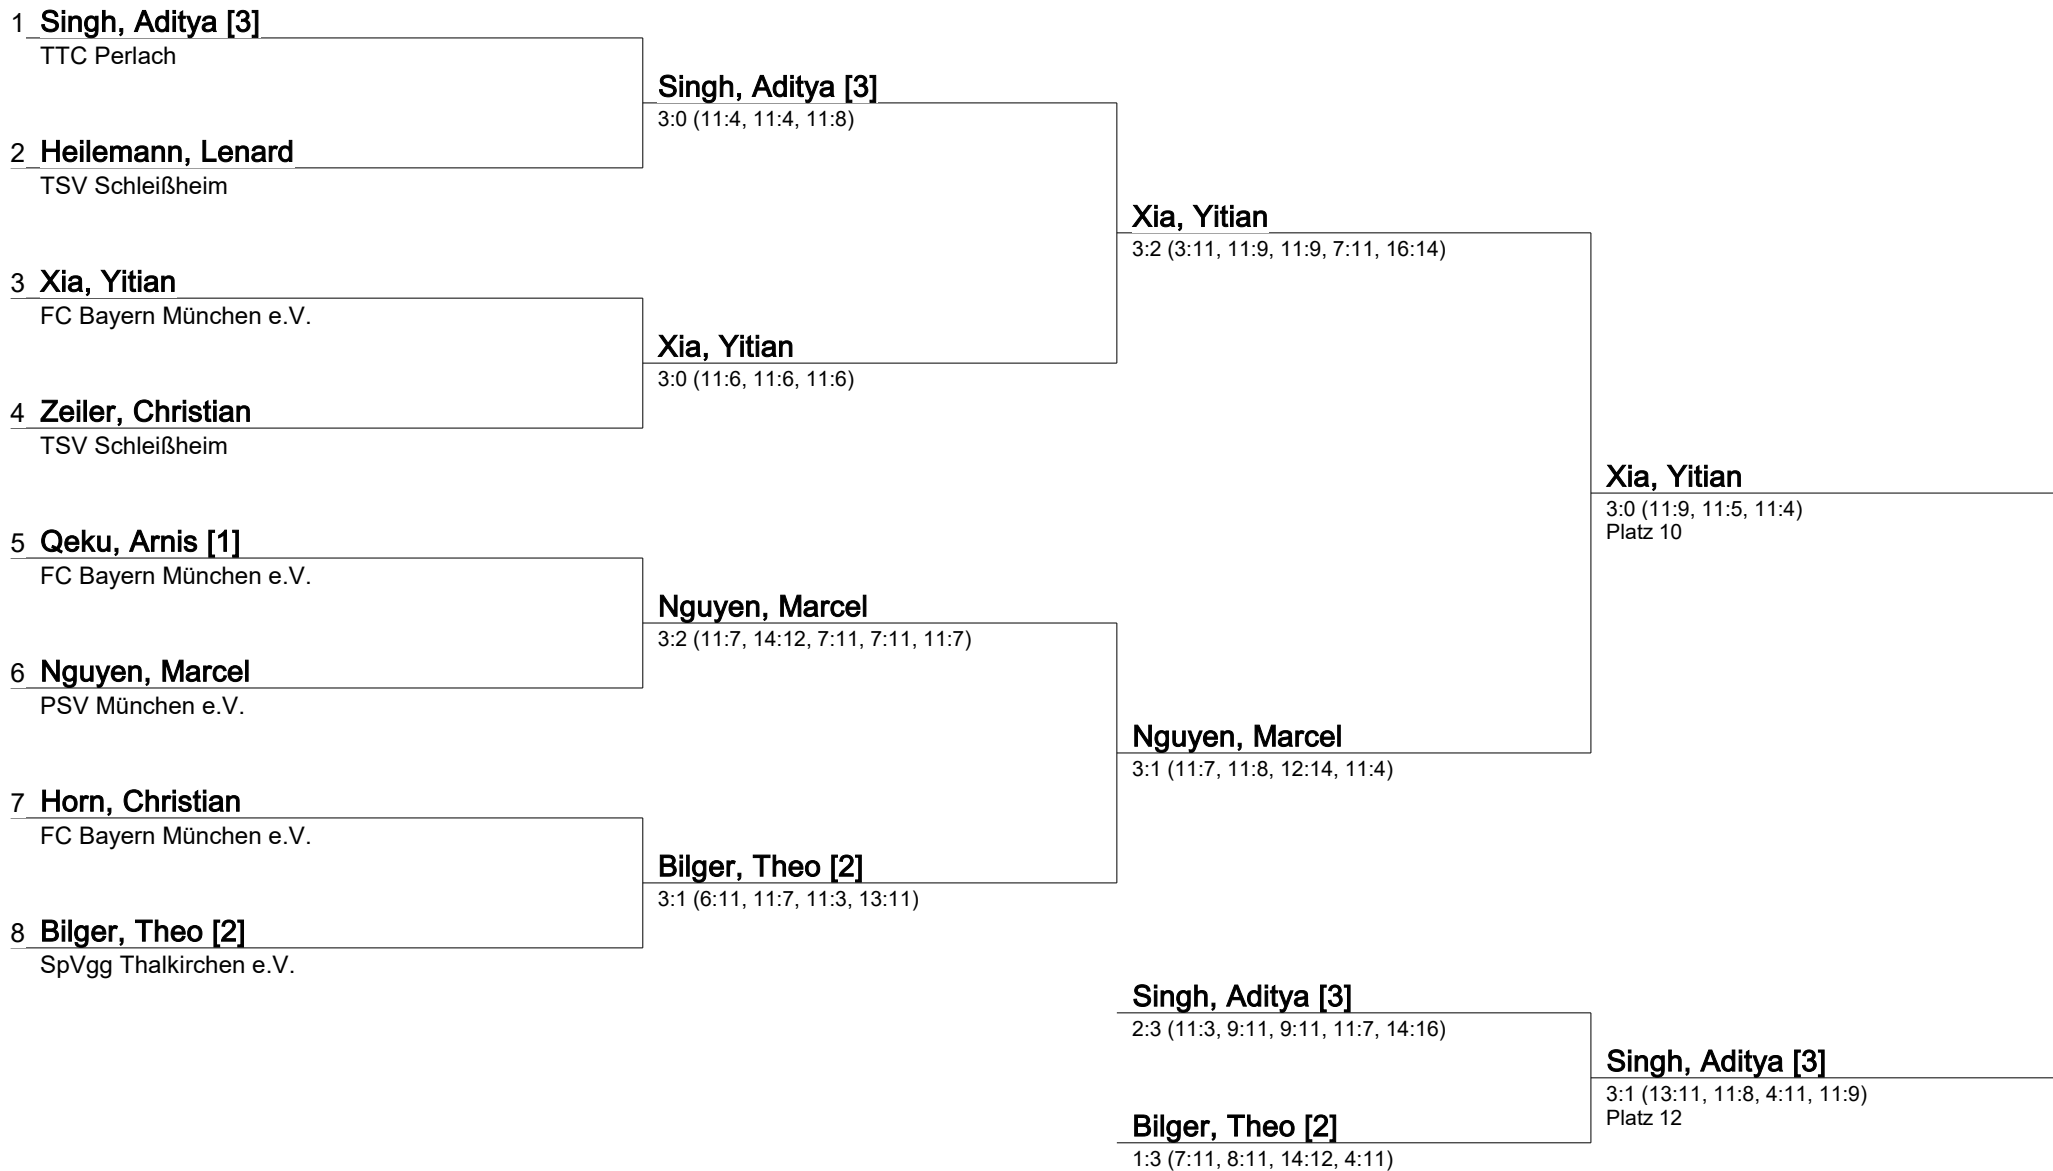 1 Singh, Aditya [3]
TTC Perlach
Singh, Aditya [3]
3:0 (11:4, 11:4, 11:8)
2 Heilemann, Lenard
TSV Schleißheim
Xia, Yitian
3:2 (3:11, 11:9, 11:9, 7:11, 16:14)
3 Xia, Yitian
FC Bayern München e.V.
Xia, Yitian
3:0 (11:6, 11:6, 11:6)
4 Zeiler, Christian
TSV Schleißheim
Xia, Yitian
3:0 (11:9, 11:5, 11:4)
Platz 10
5 Qeku, Arnis [1]
FC Bayern München e.V.
Nguyen, Marcel
3:2 (11:7, 14:12, 7:11, 7:11, 11:7)
6 Nguyen, Marcel
PSV München e.V.
Nguyen, Marcel
3:1 (11:7, 11:8, 12:14, 11:4)
7 Horn, Christian
FC Bayern München e.V.
Bilger, Theo [2]
3:1 (6:11, 11:7, 11:3, 13:11)
8 Bilger, Theo [2]
SpVgg Thalkirchen e.V.
Singh, Aditya [3]
2:3 (11:3, 9:11, 9:11, 11:7, 14:16)
Singh, Aditya [3]
3:1 (13:11, 11:8, 4:11, 11:9)
Platz 12
Bilger, Theo [2]
1:3 (7:11, 8:11, 14:12, 4:11)